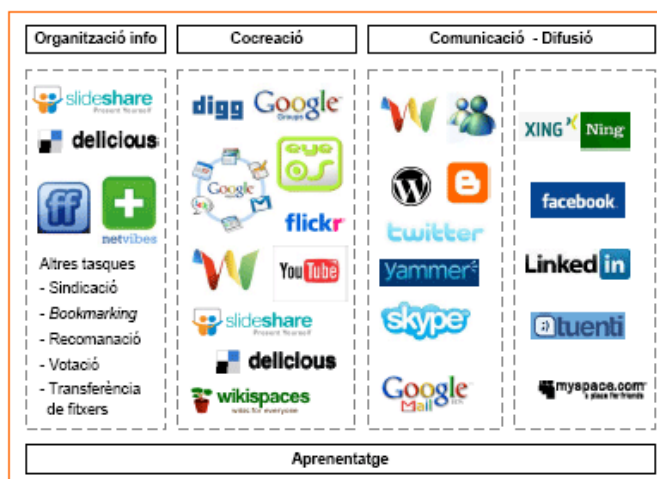 Organització info
Cocreació
Comunicació - Difusió
slideshare
Present Yourself
delicious
ff
netvibes
Altres tasques
- Sindicació
- Bookmarking
- Recomanació
- Votació
- Transferència
de fitxers
digg
Google
Groups
eye
os
Google
flickr
YouTube
slideshare
Present Yourself
delicious
wikispaces
wikis for everyone
twitter
yammer
skype
Google
Mail
XING
Ning
facebook
Linked in
tuenti
myspace.com
a place for friends
Aprenentatge